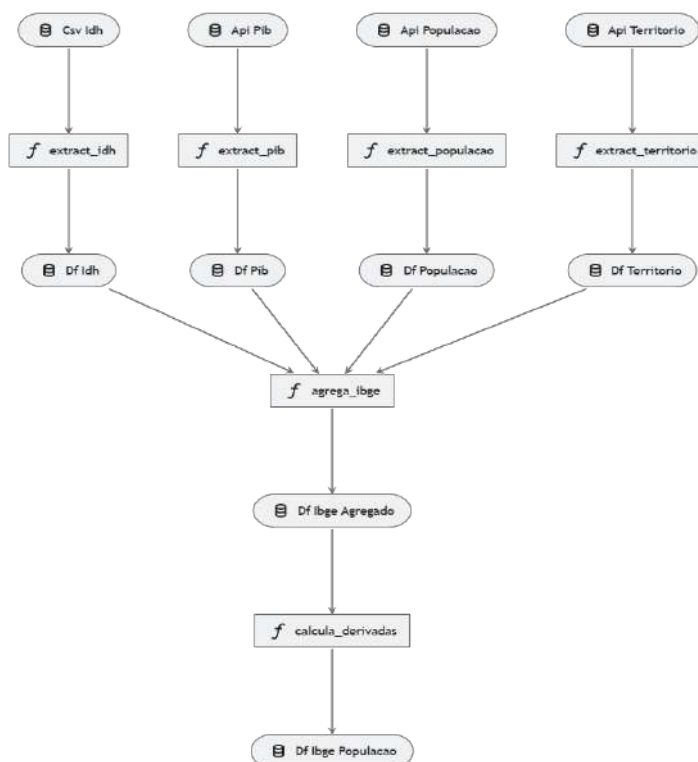 Csv Idh
Api Pib
Api Populacao
Api Territorio
f extract_idh
f extract_pib
f extract_populacao
f extract_territorio
Df Idh
Df Pib
Df Populacao
Df Territorio
f agrega_ibge
Df Ibge Agregado
f calcula_derivadas
Df Ibge Populacao